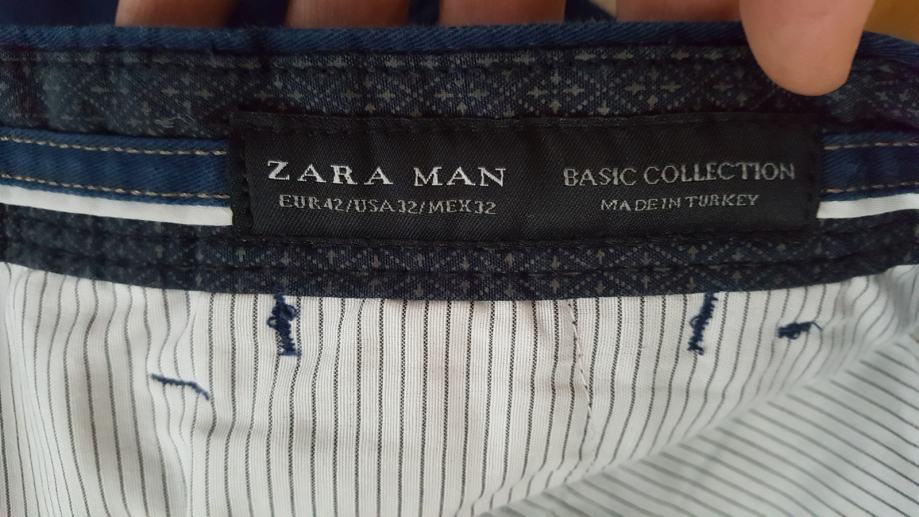 ZARA MAN
EUR42/USA32/MEX32
BASIC COLLECTION
MADE IN TURKEY